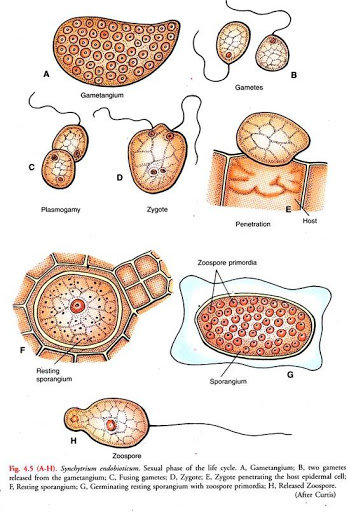 A
Gametangium
Gametes
B
C
Plasmogamy
D
Zygote
E
Host
Penetration
F
Resting
sporangium
Zoospore primordia
Sporangium
G
H
Zoospore
Fig. 4.5 (A-H). Synchytrium endobioticum. Sexual phase of the life cycle. A, Gametangium; B, two gametes
released from the gametangium; C, Fusing gametes; D, Zygote; E, Zygote penetrating the host epidermal cell;
F, Resting sporangium; G, Germinating resting sporangium with zoospore primordia; H, Released Zoospore.
(After Curtis)